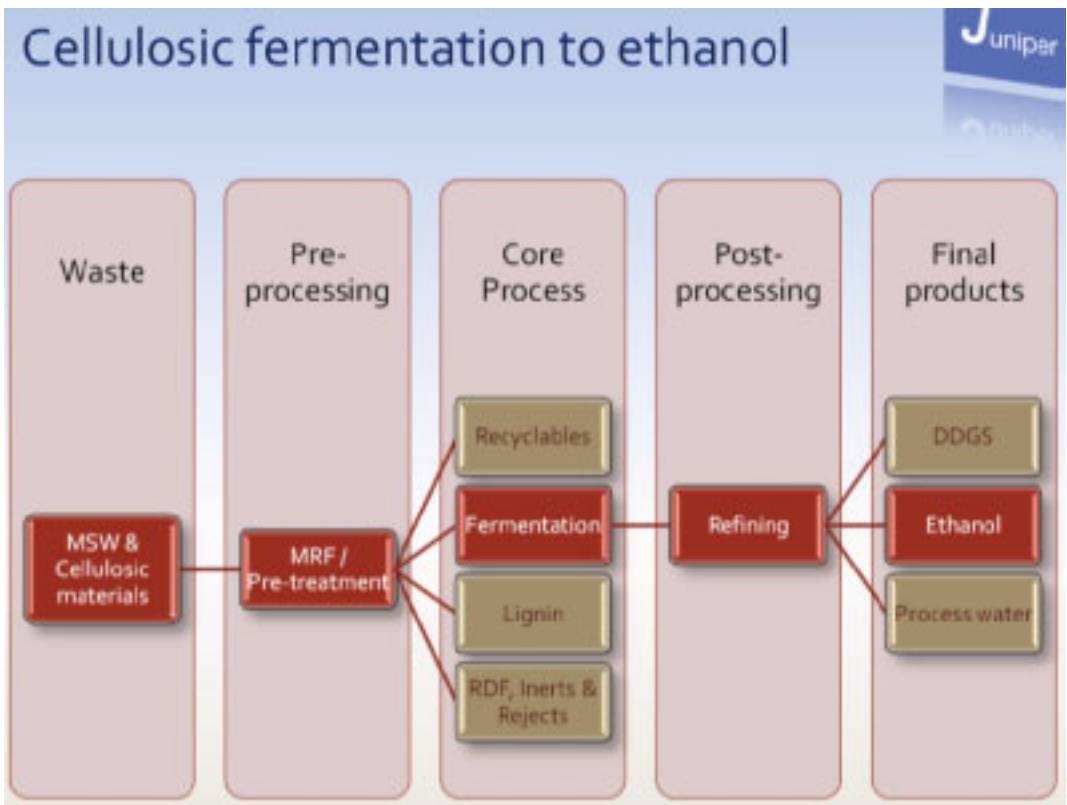 Cellulosic fermentation to ethanol
Juniper
Waste
Pre-
processing
Core
Process
Post-
processing
Final
products
MSW &
Cellulosic
materials
MRF /
Pre-treatment
Recyclables
Fermentation
Lignin
RDF, Inerts &
Rejects
Refining
DDGS
Ethanol
Process water